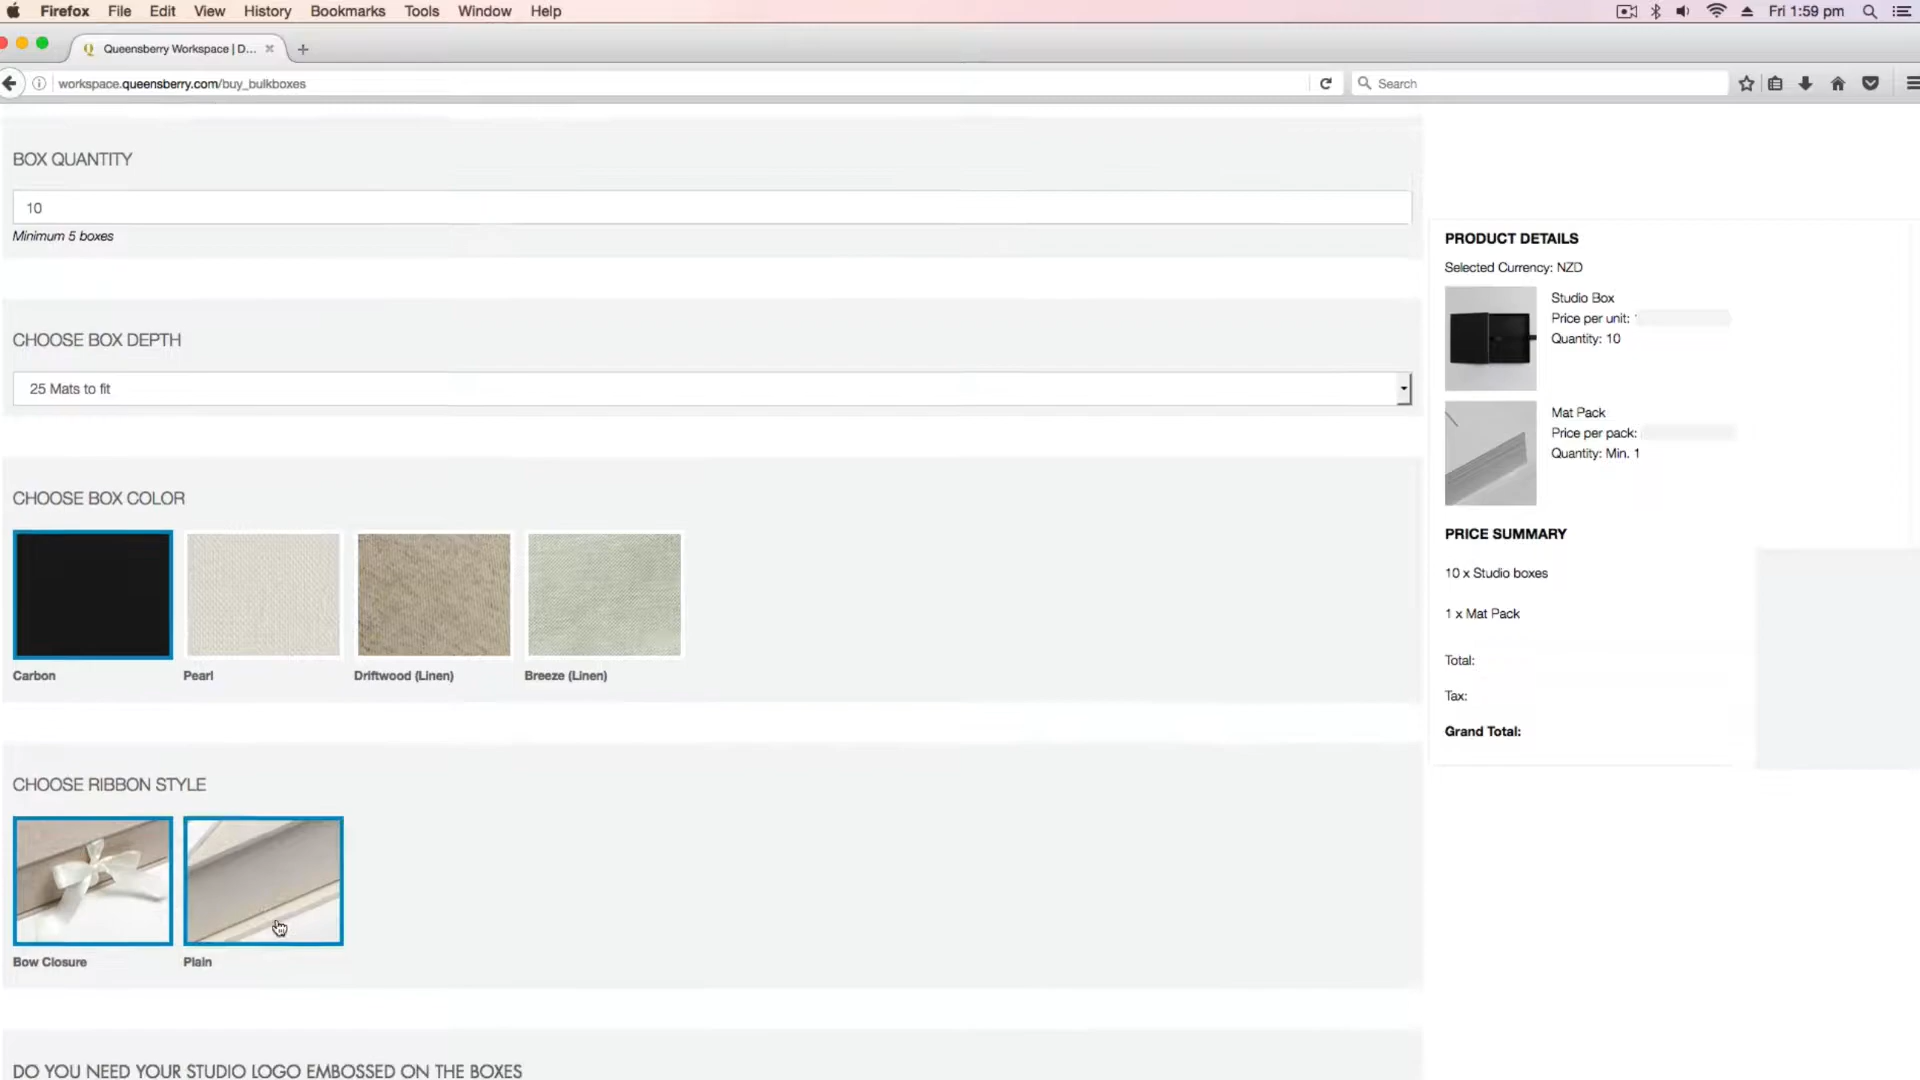 Firefox File Edit View History Bookmarks Tools Window Help Fri 1:59 pm
Queensberry Workspace | D...
workspace.queensberry.com/buy_bulkboxes
Search
BOX QUANTITY
10
Minimum 5 boxes
CHOOSE BOX DEPTH
25 Mats to fit
CHOOSE BOX COLOR
Carbon Pearl Driftwood (Linen) Breeze (Linen)
CHOOSE RIBBON STYLE
Bow Closure Plain
DO YOU NEED YOUR STUDIO LOGO EMBOSSED ON THE BOXES
PRODUCT DETAILS
Selected Currency: NZD
Studio Box
Price per unit:
Quantity: 10
Mat Pack
Price per pack:
Quantity: Min. 1
PRICE SUMMARY
10 x Studio boxes
1 x Mat Pack
Total:
Tax:
Grand Total: